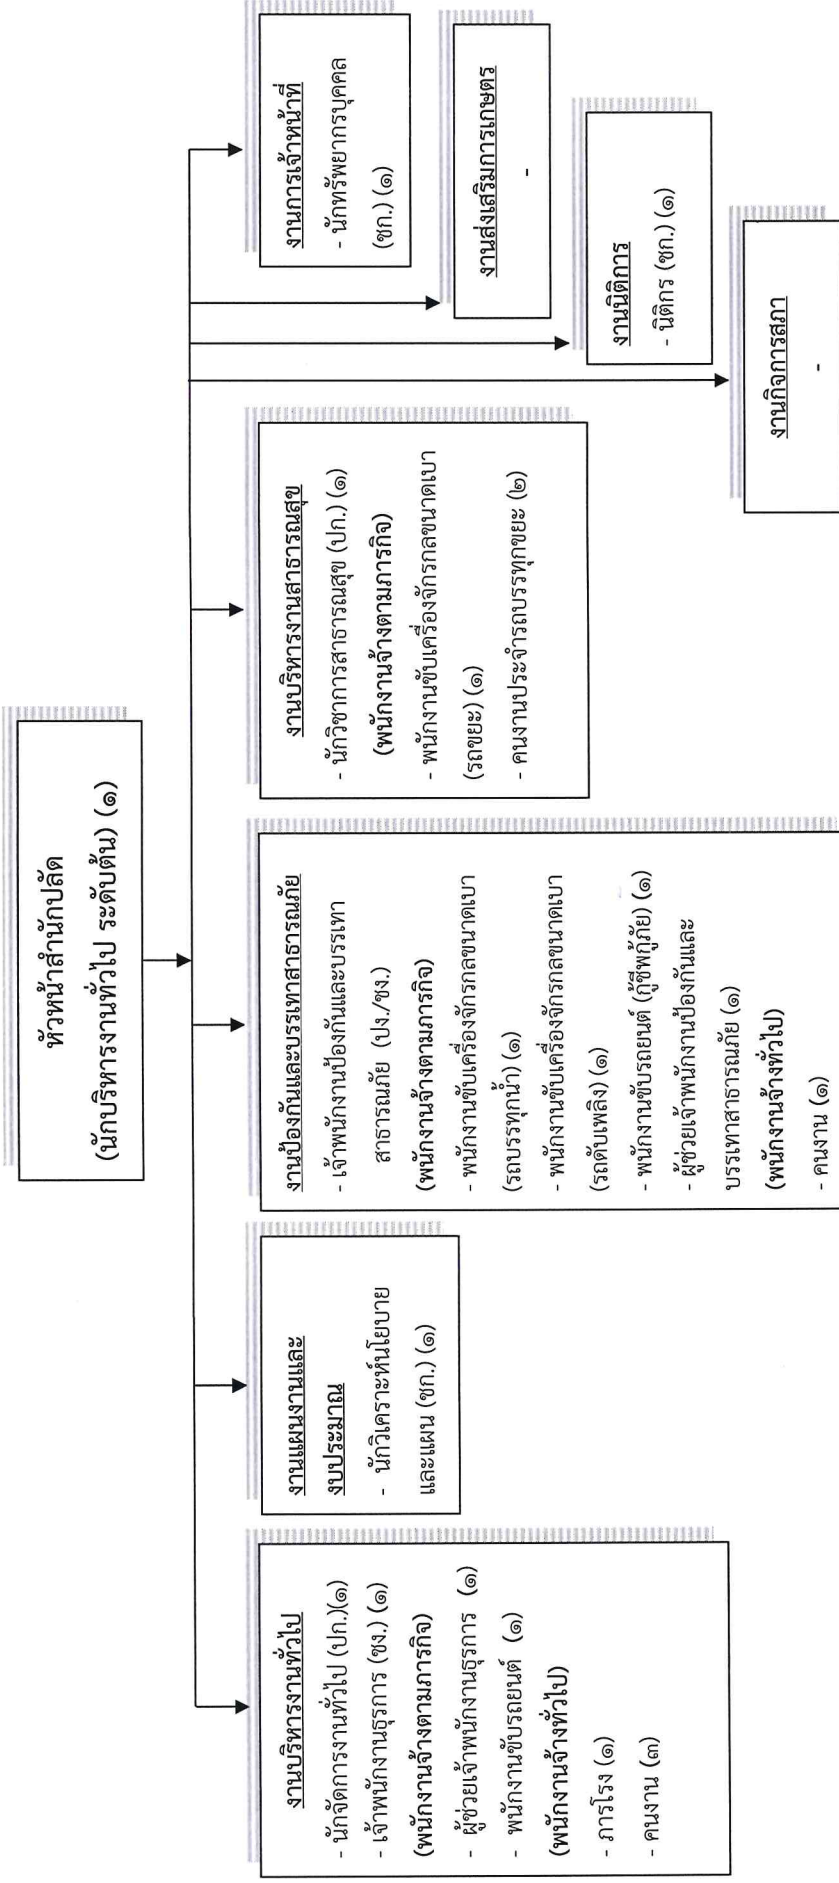 หัวหน้าสำนักปลัด
(นักบริหารงานทั่วไป ระดับต้น) (๑)
งานบริหารงานทั่วไป
- นักจัดการงานทั่วไป (ปก.)(๑)
- เจ้าพนักงานธุรการ (ชง.) (๑)
(พนักงานจ้างตามภารกิจ)
- ผู้ช่วยเจ้าพนักงานธุรการ (๑)
- พนักงานขับรถยนต์ (๑)
(พนักงานจ้างทั่วไป)
- ภารโรง (๑)
- คนงาน (๓)
งานแผนงานและ
งบประมาณ
- นักวิเคราะห์นโยบาย
และแผน (ชก.) (๑)
งานป้องกันและบรรเทาสาธารณภัย
- เจ้าพนักงานป้องกันและบรรเทา
สาธารณภัย (ปง./ชง.)
(พนักงานจ้างตามภารกิจ)
- พนักงานขับเครื่องจักรกลขนาดเบา
(รถบรรทุกน้ำ) (๑)
- พนักงานขับเครื่องจักรกลขนาดเบา
(รถดับเพลิง) (๑)
- พนักงานขับรถยนต์ (กู้ชีพกู้ภัย) (๑)
- ผู้ช่วยเจ้าพนักงานป้องกันและ
บรรเทาสาธารณภัย (๑)
(พนักงานจ้างทั่วไป)
- คนงาน (๑)
งานบริหารงานสาธารณสุข
- นักวิชาการสาธารณสุข (ปก.) (๑)
(พนักงานจ้างตามภารกิจ)
- พนักงานขับเครื่องจักรกลขนาดเบา
(รถขยะ) (๑)
- คนงานประจำรถบรรทุกขยะ (๒)
งานการเจ้าหน้าที่
- นักทรัพยากรบุคคล
(ชก.) (๑)
งานส่งเสริมการเกษตร
-
งานนิติการ
- นิติกร (ชก.) (๑)
งานกิจการสภา
-